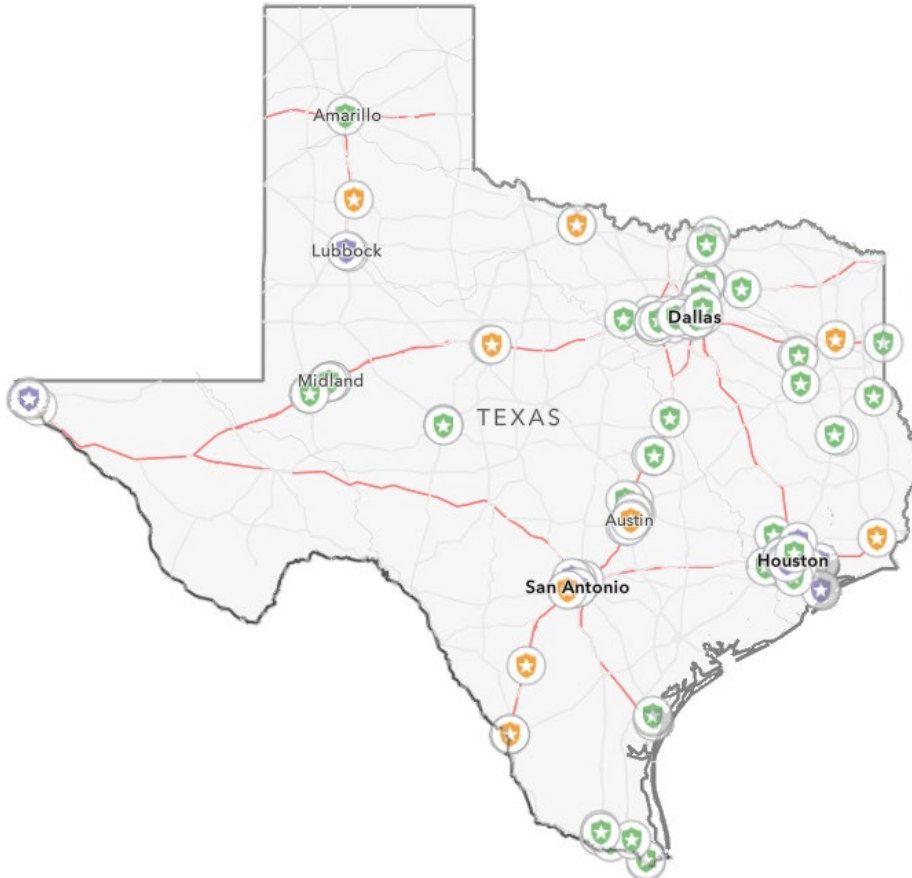 Amarillo
Lubbock
Dallas
Midland
TEXAS
Austin
Houston
San Antonio